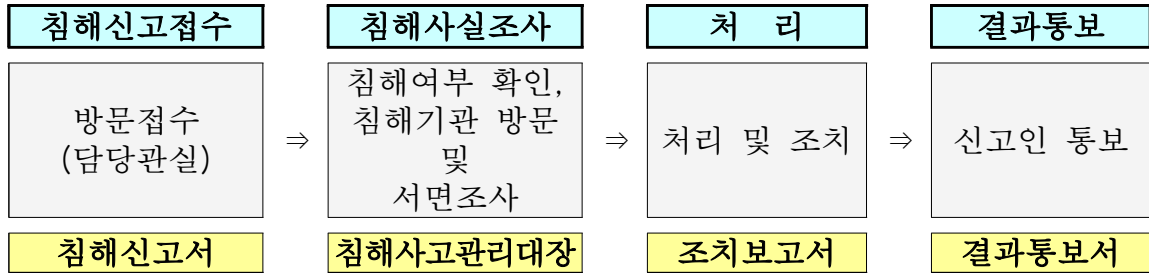 침해신고접수
침해사실조사
처 리
결과통보
방문접수
(담당관실)
⇒
침해여부 확인,
침해기관 방문
및
서면조사
⇒
처리 및 조치
⇒
신고인 통보
침해신고서
침해사고관리대장
조치보고서
결과통보서